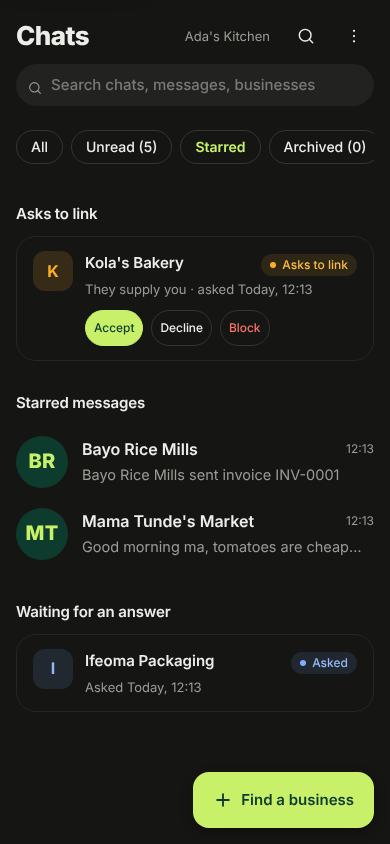 Chats
Ada's Kitchen
Search chats, messages, businesses
All
Unread (5)
Starred
Archived (0)
Asks to link
K
Kola's Bakery
Asks to link
They supply you · asked Today, 12:13
Accept
Decline
Block
Starred messages
BR
Bayo Rice Mills
12:13
Bayo Rice Mills sent invoice INV-0001
MT
Mama Tunde's Market
12:13
Good morning ma, tomatoes are cheap...
Waiting for an answer
I
Ifeoma Packaging
Asked
Asked Today, 12:13
Find a business